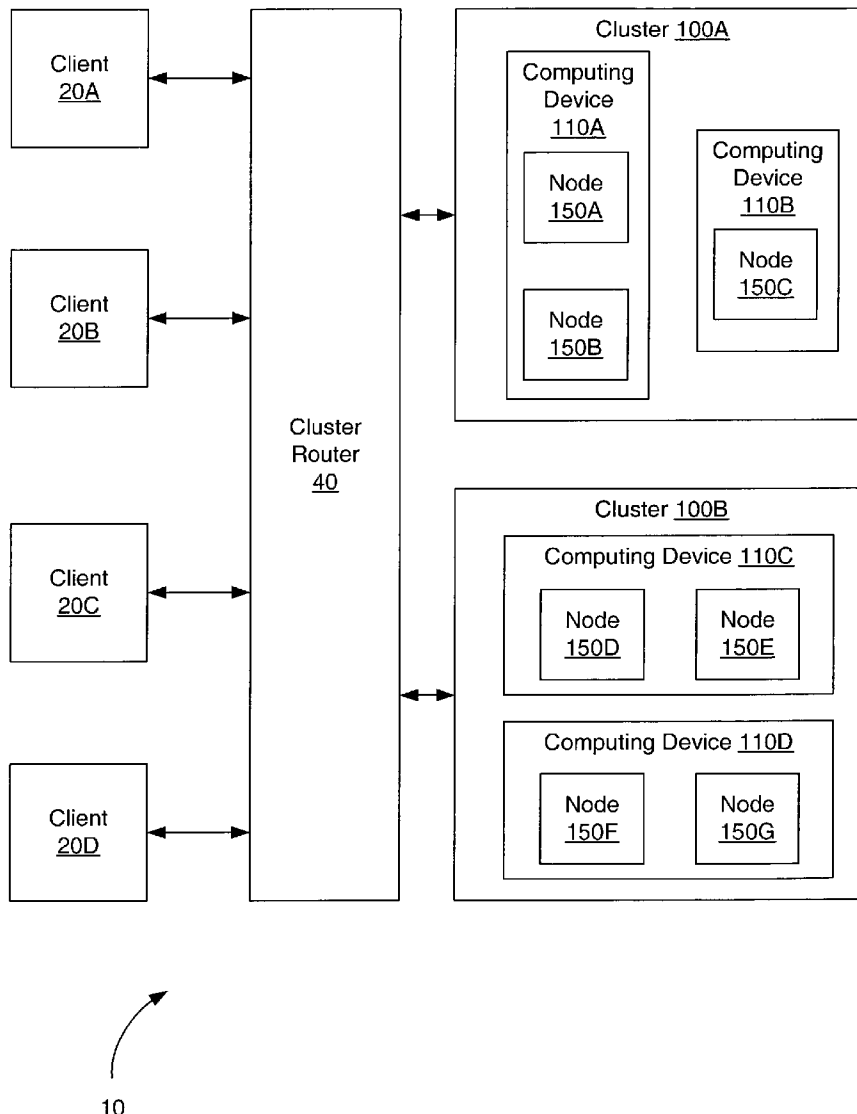 Client
20A
Client
20B
Client
20C
Client
20D
Cluster
Router
40
Cluster 100A
Computing
Device
110A
Node
150A
Node
150B
Computing
Device
110B
Node
150C
Cluster 100B
Computing Device 110C
Node
150D
Node
150E
Computing Device 110D
Node
150F
Node
150G
10